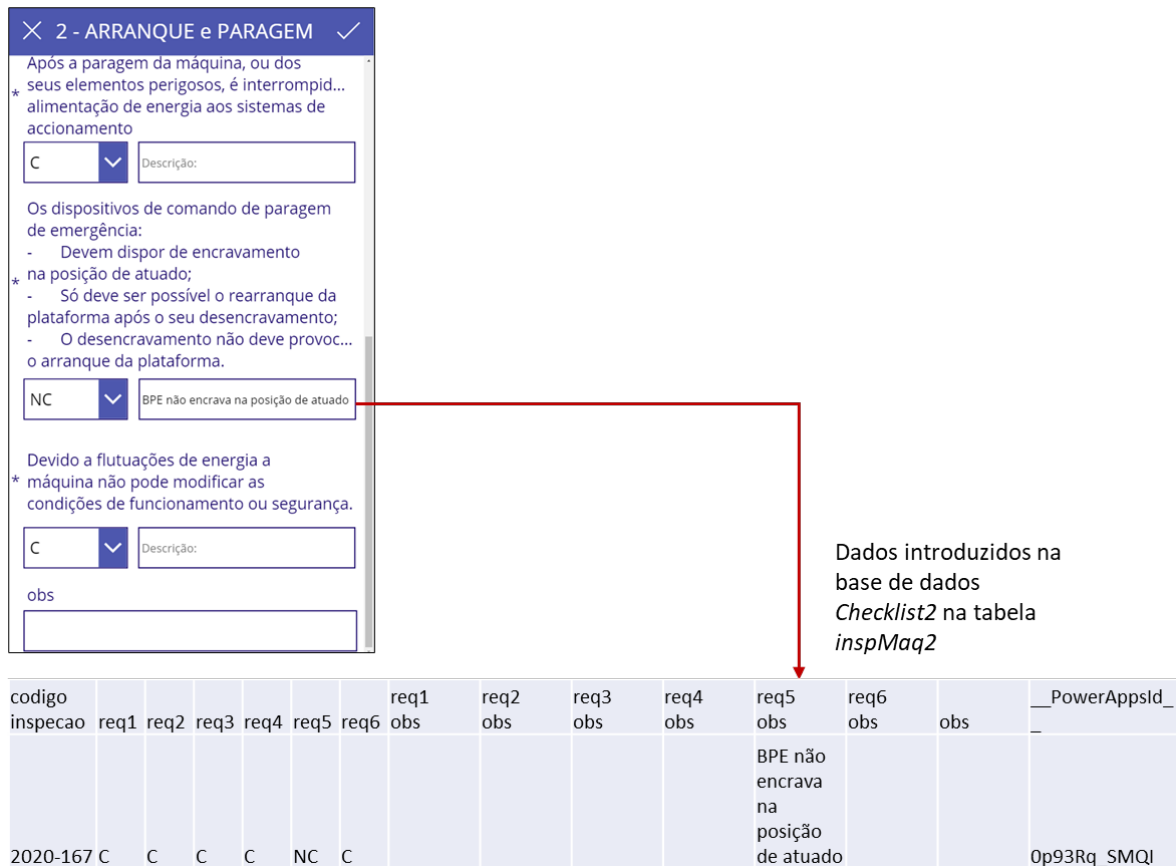 2 - ARRANQUE e PARAGEM
Após a paragem da máquina, ou dos
* seus elementos perigosos, é interrompid...
alimentação de energia aos sistemas de
accionamento
C
Descrição:
Os dispositivos de comando de paragem
de emergência:
- Devem dispor de encravamento
* na posição de atuado;
- Só deve ser possível o rearranque da
plataforma após o seu desencravamento;
- O desencravamento não deve provoc...
o arranque da plataforma.
NC
BPE não encrava na posição de atuado
Devido a flutuações de energia a
* máquina não pode modificar as
condições de funcionamento ou segurança.
C
Descrição:
obs
Dados introduzidos na
base de dados
Checklist2 na tabela
inspMaq2
codigo inspecao
req1
req2
req3
req4
req5
req6
req1 obs
req2 obs
req3 obs
req4 obs
req5 obs
req6 obs
obs
__PowerAppsId_
_
2020-167
C
C
C
C
NC
C
BPE não
encrava
na
posição
de atuado
0p93Rq_SMQI